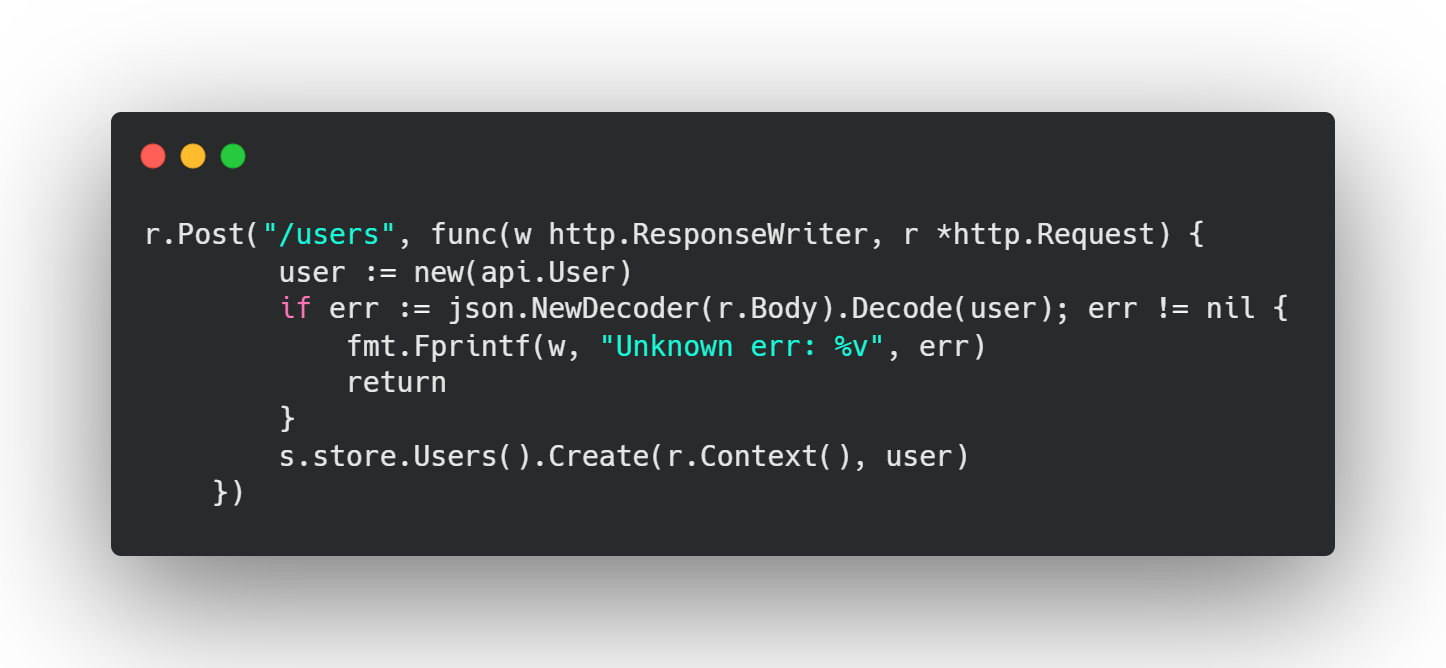 r.Post("/users", func(w http.ResponseWriter, r *http.Request) {
        user := new(api.User)
        if err := json.NewDecoder(r.Body).Decode(user); err != nil {
            fmt.Fprintf(w, "Unknown err: %v", err)
            return
        }
        s.store.Users().Create(r.Context(), user)
    })